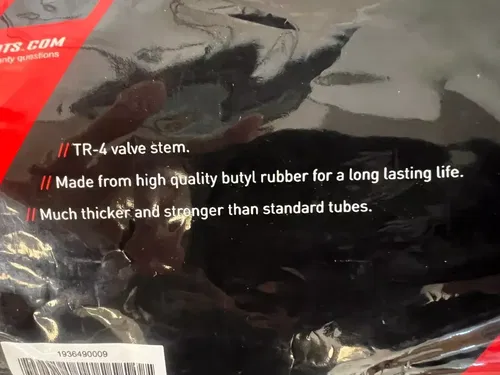 OTS.COM
nty questions
// TR-4 valve stem.
// Made from high quality butyl rubber for a long lasting life.
// Much thicker and stronger than standard tubes.
1936490009